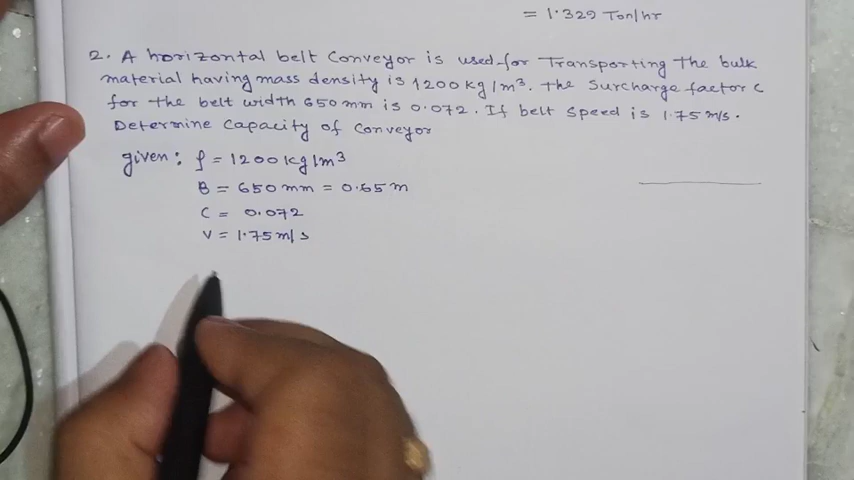 = 1.329 Ton/hr
2. A horizontal belt conveyor is used for Transporting the bulk
material having mass density is 1200 kg/m³. The Surcharge factor C
for the belt width 650 mm is 0.072. If belt speed is 1.75 m/s.
Determine Capacity of Conveyor
given: ρ = 1200 kg/m³
B = 650 mm = 0.65 m
C = 0.072
V = 1.75 m/s